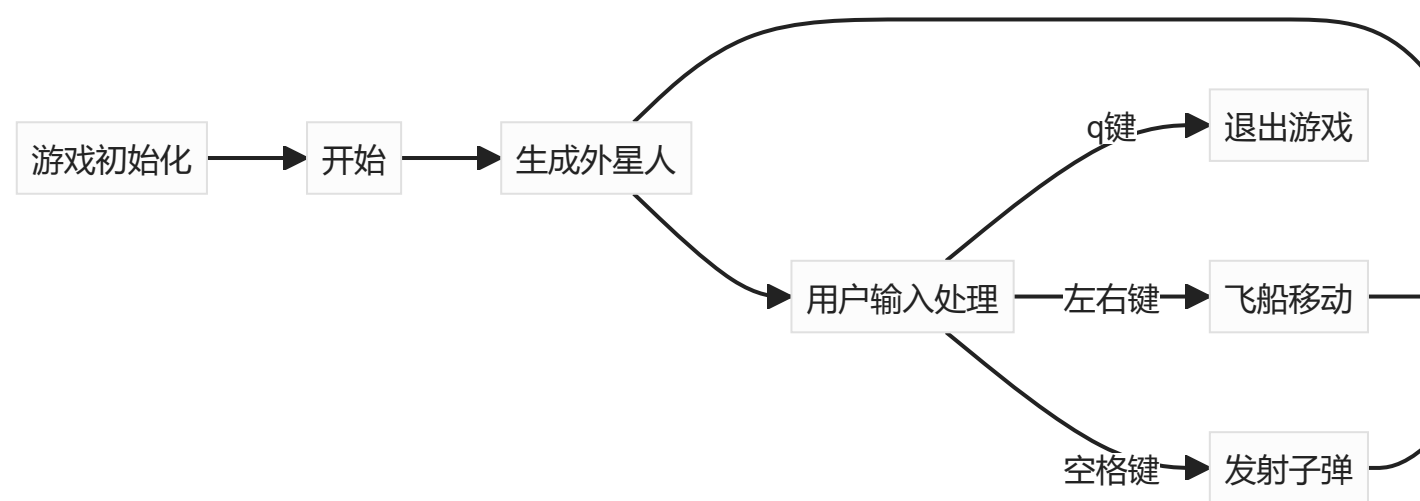 游戏初始化
开始
生成外星人
用户输入处理
q键
退出游戏
左右键
飞船移动
空格键
发射子弹